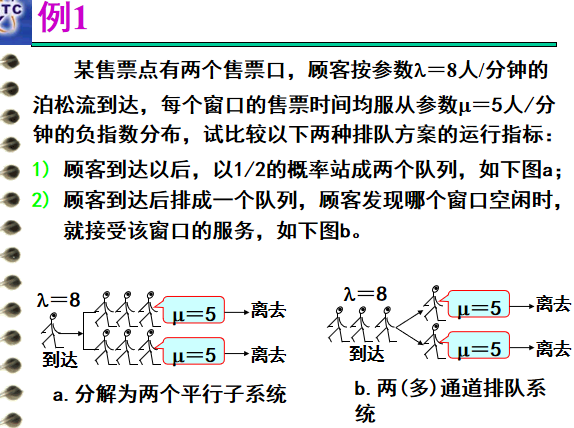 TC
例1
某售票点有两个售票口，顾客按参数λ＝8人/分钟的
泊松流到达，每个窗口的售票时间均服从参数μ＝5人/分
钟的负指数分布，试比较以下两种排队方案的运行指标：
1) 顾客到达以后，以1/2的概率站成两个队列，如下图a；
2) 顾客到达后排成一个队列，顾客发现哪个窗口空闲时，
就接受该窗口的服务，如下图b。
λ＝8
μ＝5
离去
到达
μ＝5
离去
a.分解为两个平行子系统
λ＝8
μ＝5
离去
到达
μ＝5
离去
b.两(多)通道排队系
统